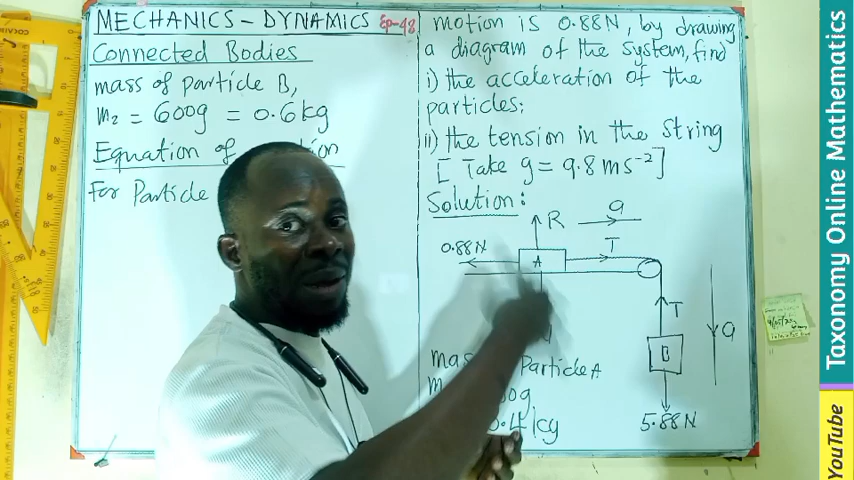 MECHANICS - DYNAMICS Ep-48
Connected Bodies
mass of particle B,
m₂ = 600g = 0.6kg
Equation of
For Particle
motion is 0.88N, by drawing
a diagram of the system, find
i) the acceleration of the
particles;
ii) the tension in the string
[Take g = 9.8ms⁻²]
Solution:
R
a
0.88N
A
T
T
a
B
5.88N
Particle A
0.4kg
Taxonomy Online Mathematics
YouTube